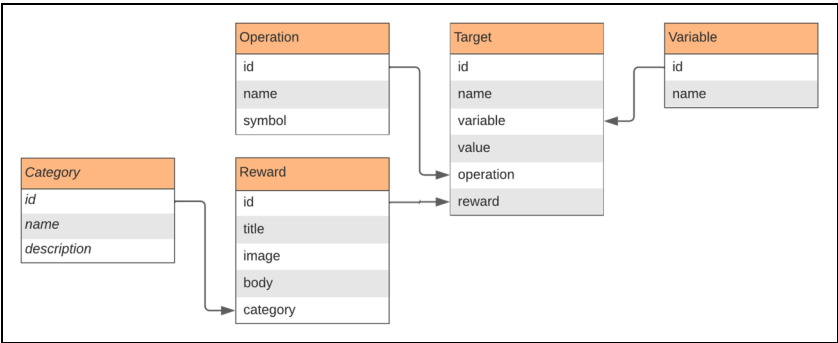 Operation
id
name
symbol
Target
id
name
variable
value
operation
reward
Variable
id
name
Category
id
name
description
Reward
id
title
image
body
category